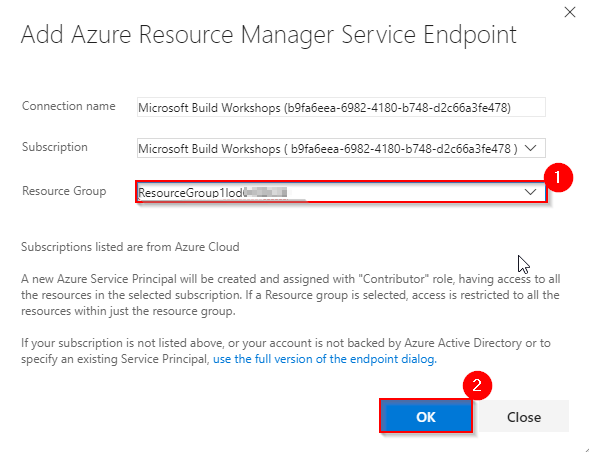 Add Azure Resource Manager Service Endpoint
Connection name
Microsoft Build Workshops (b9fa6eea-6982-4180-b748-d2c66a3fe478)
Subscription
Microsoft Build Workshops ( b9fa6eea-6982-4180-b748-d2c66a3fe478 )
1
Resource Group
ResourceGroup1lod
Subscriptions listed are from Azure Cloud
A new Azure Service Principal will be created and assigned with "Contributor" role, having access to all
the resources in the selected subscription. If a Resource group is selected, access is restricted to all the
resources within just the resource group.
If your subscription is not listed above, or your account is not backed by Azure Active Directory or to
specify an existing Service Principal, use the full version of the endpoint dialog.
2
OK
Close